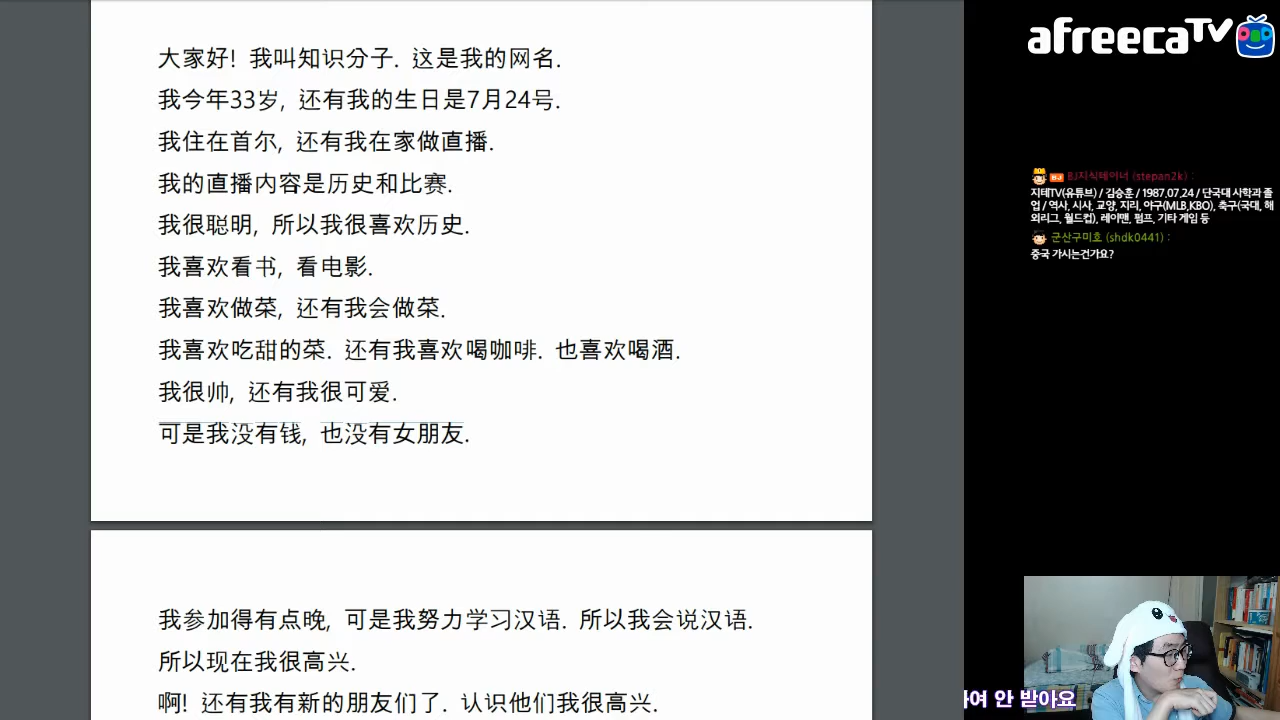 大家好! 我叫知识分子. 这是我的网名.
我今年33岁, 还有我的生日是7月24号.
我住在首尔, 还有我在家做直播.
我的直播内容是历史和比赛.
我很聪明, 所以我很喜欢历史.
我喜欢看书, 看电影.
我喜欢做菜, 还有我会做菜.
我喜欢吃甜的菜. 还有我喜欢喝咖啡. 也喜欢喝酒.
我很帅, 还有我很可爱.
可是我没有钱, 也没有女朋友.
我参加得有点晚, 可是我努力学习汉语. 所以我会说汉语.
所以现在我很高兴.
啊! 还有我有新的朋友们了. 认识他们我很高兴.
afreecaTV
BJ BJ지식테이너 (stepan2k) :
지테TV(유튜브) / 김승훈 / 1987.07.24 / 단국대 사학과 졸
업 / 역사, 시사, 교양, 지리, 야구(MLB,KBO), 축구(국대, 해
외리그, 월드컵), 레이맨, 펌프, 기타 게임 등
군산구미호 (shdk0441) :
중국 가시는건가요?
여 안 받아요